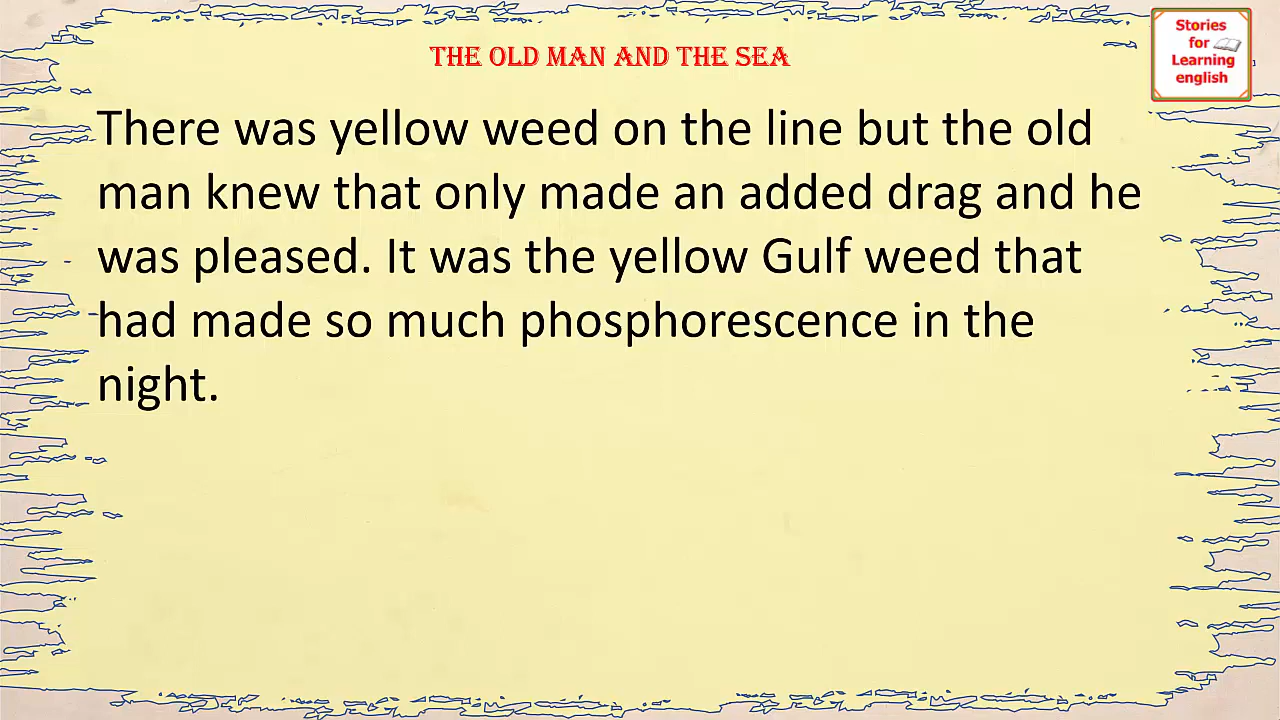 THE OLD MAN AND THE SEA
Stories
for
Learning
english
There was yellow weed on the line but the old
man knew that only made an added drag and he
was pleased. It was the yellow Gulf weed that
had made so much phosphorescence in the
night.